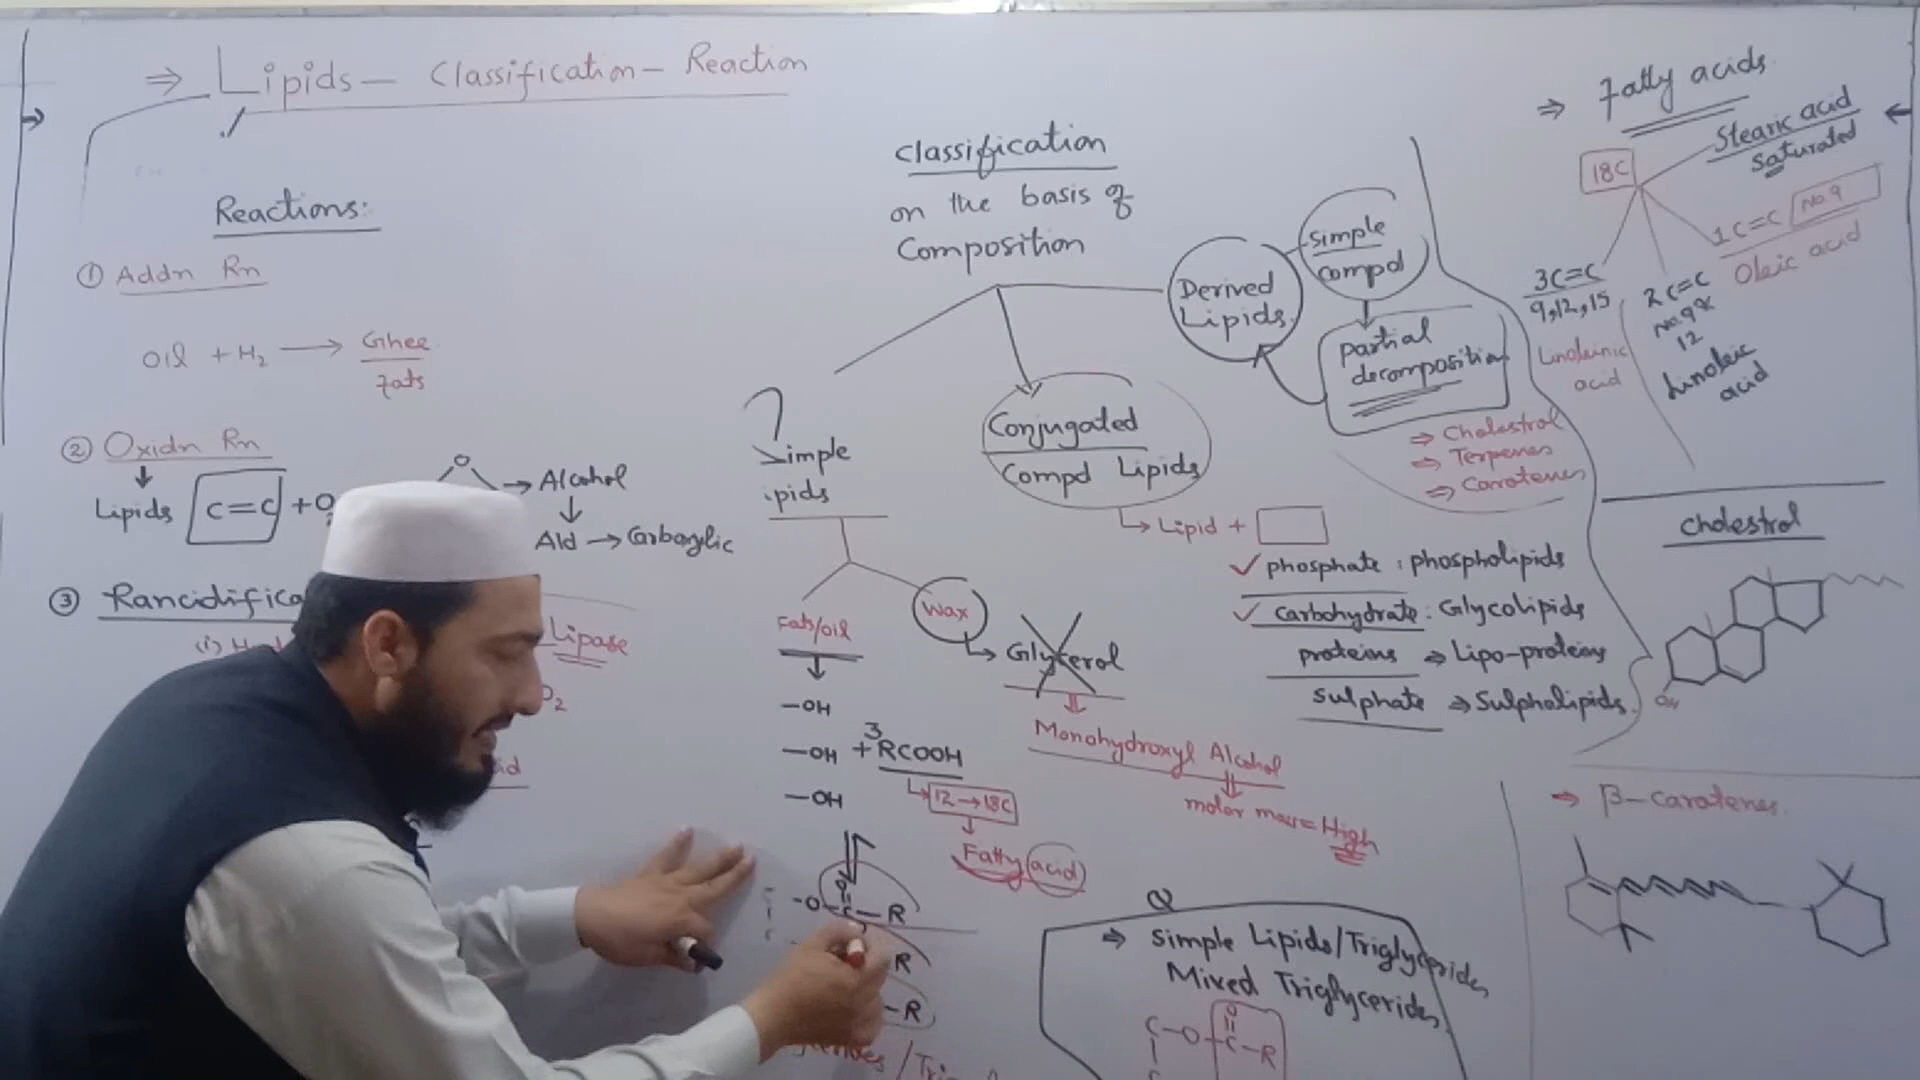 ⇒ Lipids – Classification – Reaction
Reactions:
① Addn Rn
Oil + H₂ → Ghee
Fats
② Oxidn Rn
Lipids C=C + O
O → Alcohol
↓
Ald → Carboxylic
③ Rancidifica
(i)
Lipase
O₂
id
Classification
on the basis of
Composition
Simple
ipids
Fats/oil
↓
–OH
–OH + 3RCOOH
–OH
↳ 12 → 18C
↓
Fatty acid
O
-O-C-R
R
-R
Wax
↳ Glycerol
⇓
Monohydroxyl Alcohol
⇓
molar mass = High
Conjugated
Compd Lipids
↳ Lipid +
✓ phosphate : phospholipids
✓ Carbohydrate : Glycolipids
proteins ⇒ Lipo-proteins
Sulphate ⇒ Sulpholipids
Derived
Lipids
Simple
compd
↓
partial
decomposition
⇒ Cholestrol
⇒ Terpenes
⇒ Carotenes
Q
⇒ Simple Lipids/Triglycerides
Mixed Triglycerides
O
C-O-C-R
⇒ Fatty acids
18C
Stearic acid
Saturated
1C=C No.9
Oleic acid
2C=C
No.9&
12
Linoleic
acid
3C=C
9,12,15
Linoleinic
acid
Cholestrol
OH
⇒ β-Carotenes